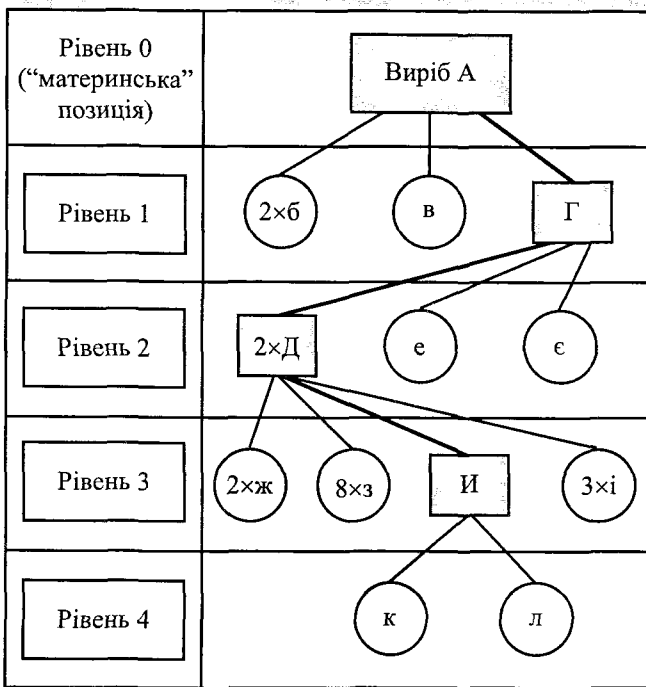 Рівень 0
(“материнська”
позиція)
Виріб А
Рівень 1
2×б
в
Г
Рівень 2
2×Д
е
є
Рівень 3
2×ж
8×з
И
3×і
Рівень 4
к
л